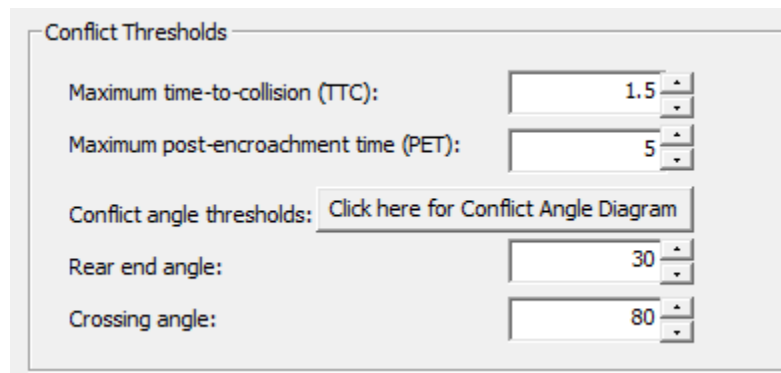 Conflict Thresholds
Maximum time-to-collision (TTC): 1.5
Maximum post-encroachment time (PET): 5
Conflict angle thresholds: Click here for Conflict Angle Diagram
Rear end angle: 30
Crossing angle: 80